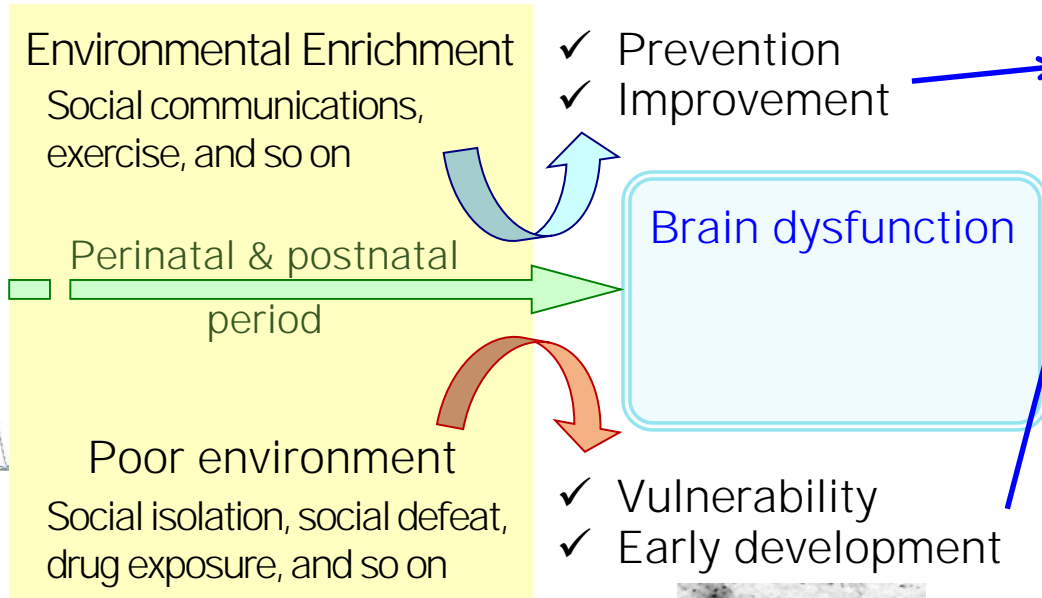 Environmental Enrichment
Social communications,
exercise, and so on
Perinatal & postnatal
period
Poor environment
Social isolation, social defeat,
drug exposure, and so on
✓ Prevention
✓ Improvement
Brain dysfunction
✓ Vulnerability
✓ Early development